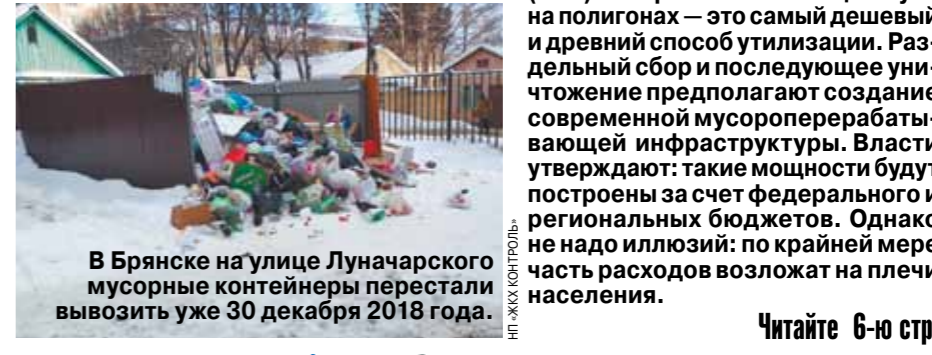 В Брянске на улице Луначарского
мусорные контейнеры перестали
вывозить уже 30 декабря 2018 года.
НП «ЖКХ КОНТРОЛЬ»
на полигонах — это самый дешевый
и древний способ утилизации. Раз-
дельный сбор и последующее уни-
чтожение предполагают создание
современной мусороперерабаты-
вающей инфраструктуры. Власти
утверждают: такие мощности будут
построены за счет федерального и
региональных бюджетов. Однако
не надо иллюзий: по крайней мере
часть расходов возложат на плечи
населения.
Читайте 6-ю стр